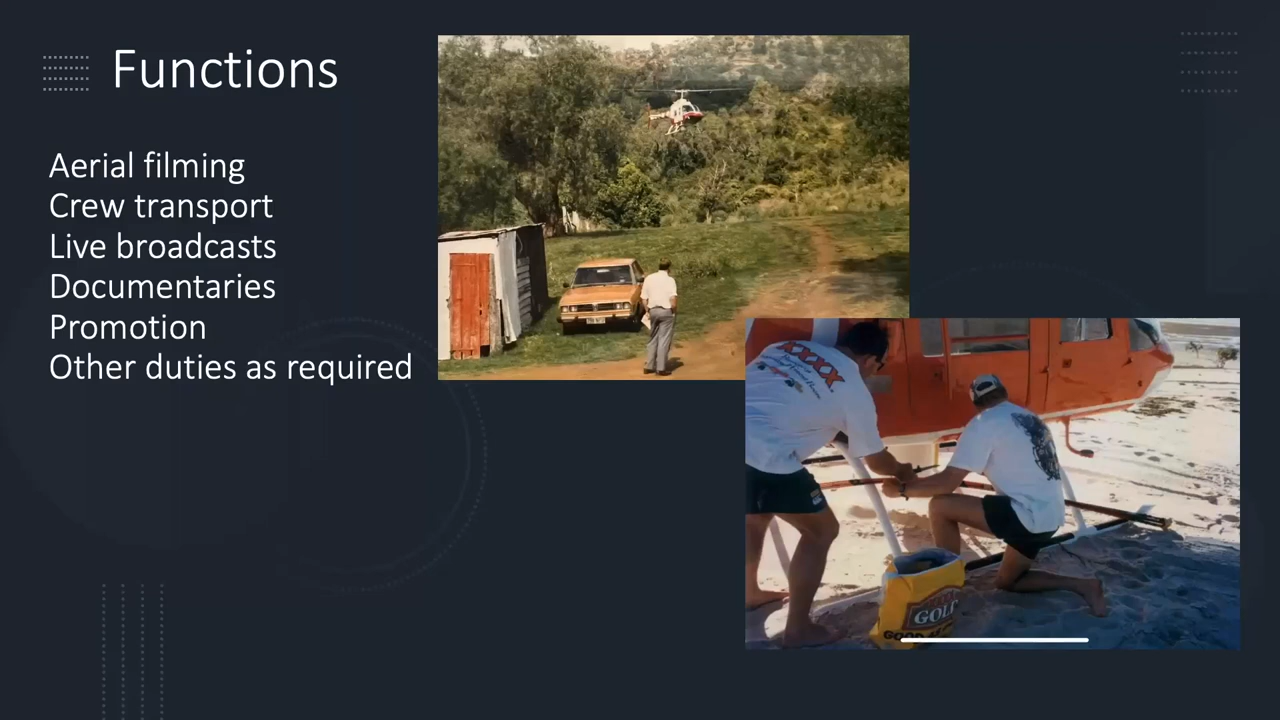 Functions
Aerial filming
Crew transport
Live broadcasts
Documentaries
Promotion
Other duties as required
XXXX
GOLD